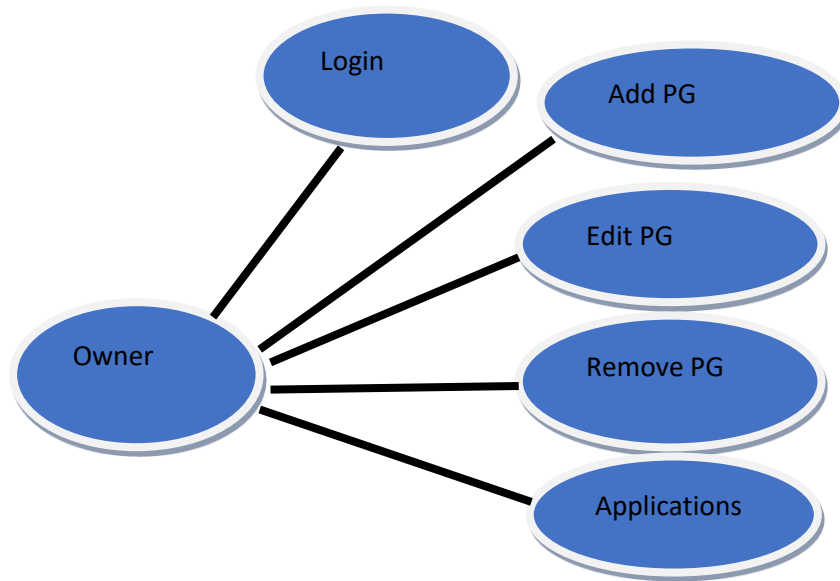 Login
Add PG
Edit PG
Owner
Remove PG
Applications